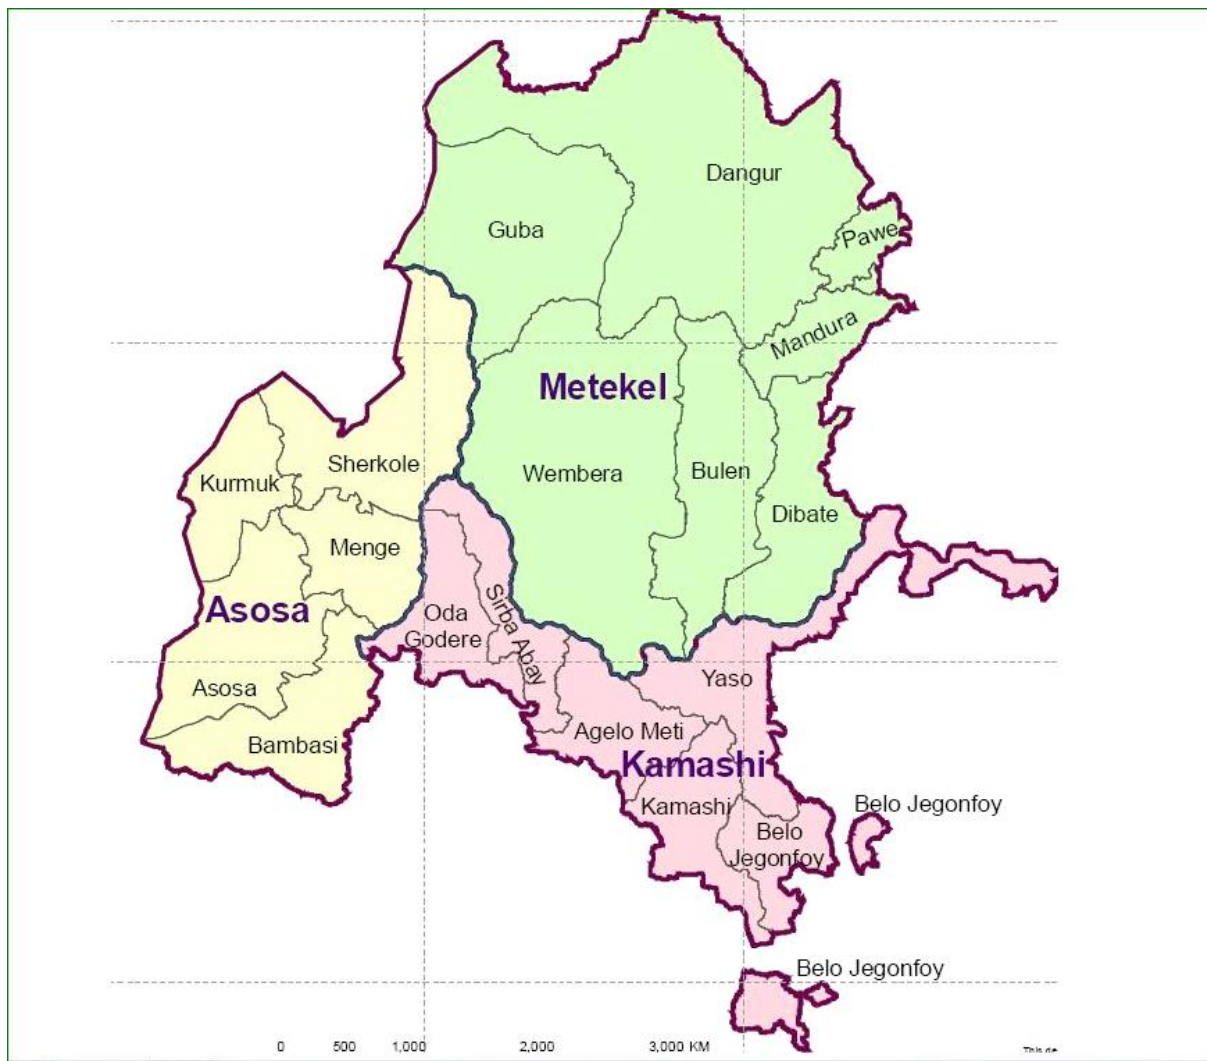 Dangur
Guba
Pawe
Mandura
Metekel
Sherkole
Wembera
Bulen
Kurmuk
Dibate
Menge
Asosa
Oda
Godere
Sirba Abay
Asosa
Yaso
Bambasi
Agelo Meti
Kamashi
Kamashi
Belo Jegonfoy
Belo
Jegonfoy
Belo Jegonfoy
0 500 1,000 2,000 3,000 KM